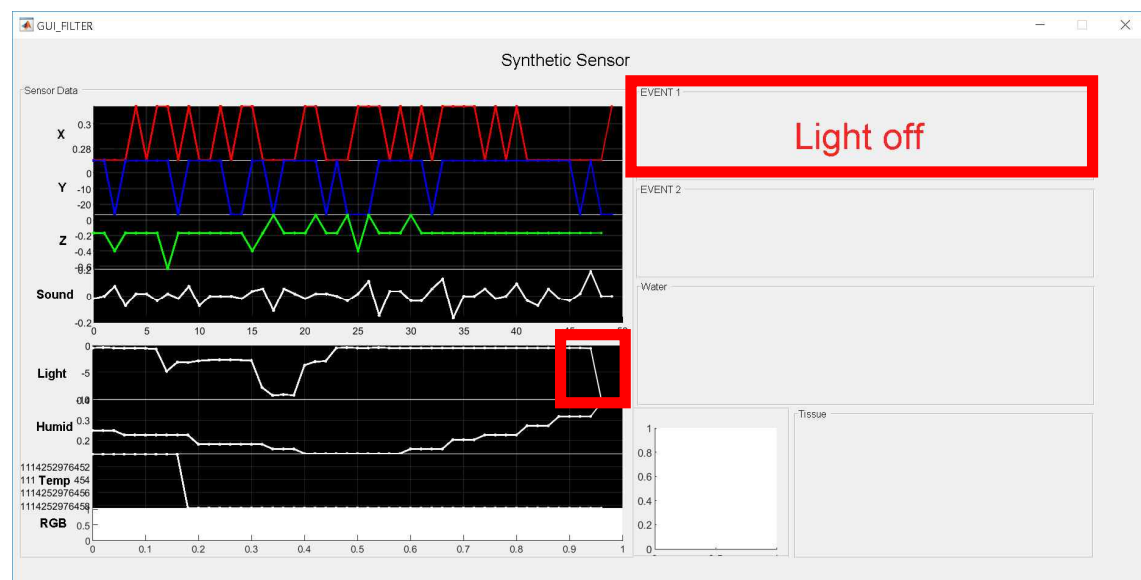 GUI_FILTER
Synthetic Sensor
Sensor Data
EVENT 1
Light off
X
0.3
0.28
Y
0
-10
-20
EVENT 2
Z
0
-0.2
-0.4
Sound
0
-0.2
0 5 10 15 20 25 30 35 40
Water
Light
0
-5
Humid
0.3
0.2
Tissue
1114252976452
111 Temp 454
1114252976456
1114252976458
RGB
0.5
0
0 0.1 0.2 0.3 0.4 0.5 0.6 0.7 0.8 0.9 1
1
0.8
0.6
0.4
0.2
0